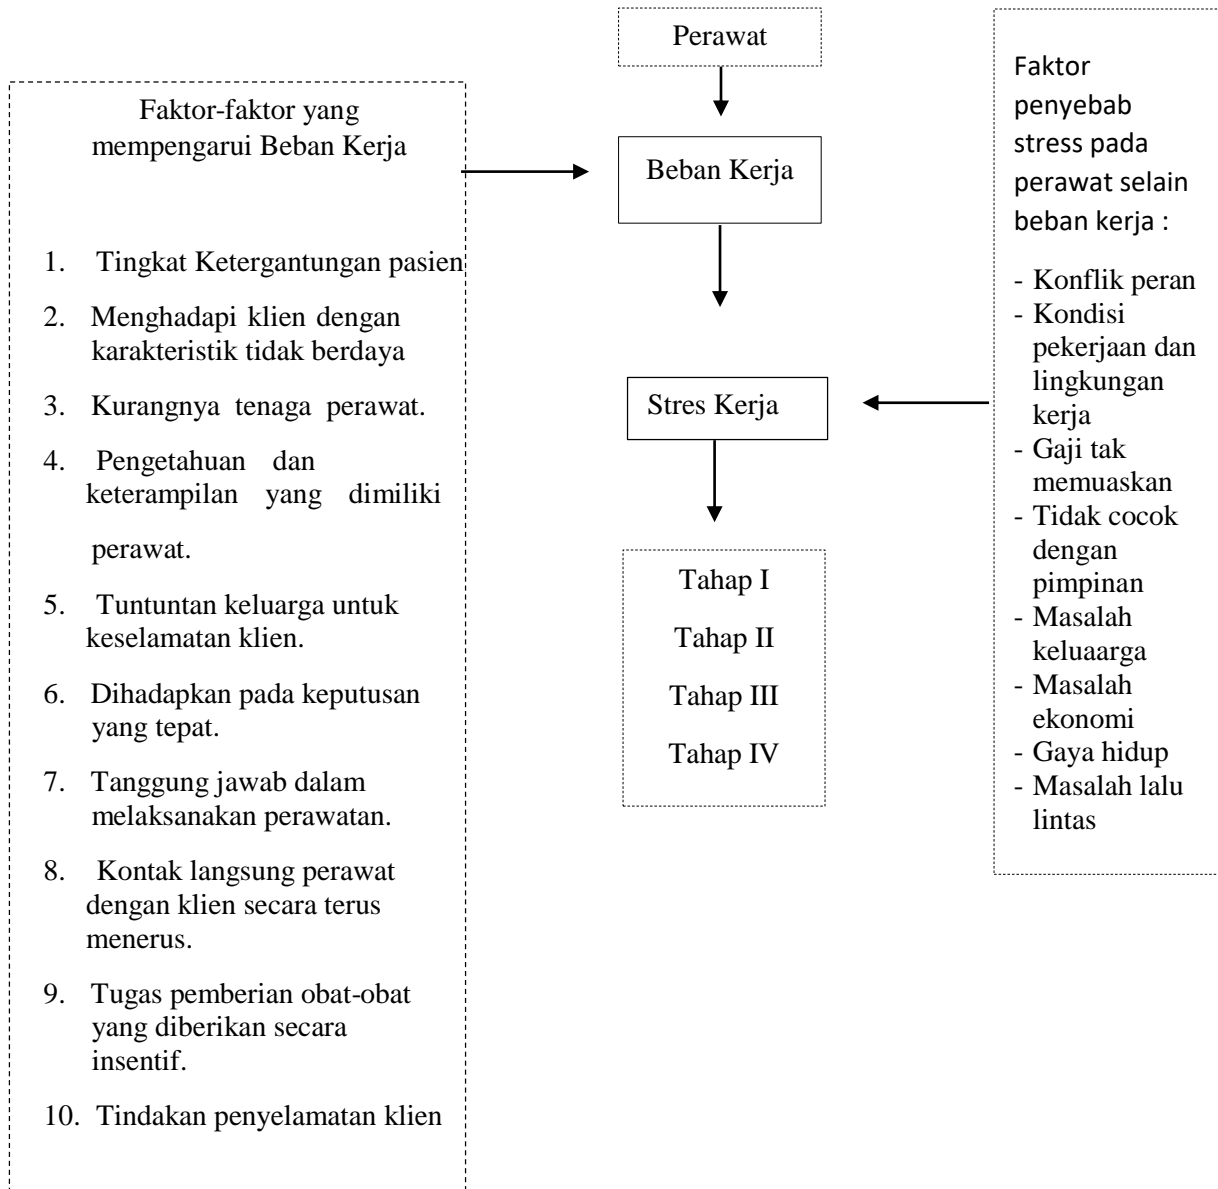 Perawat
Faktor-faktor yang
mempengarui Beban Kerja
1. Tingkat Ketergantungan pasien
2. Menghadapi klien dengan
karakteristik tidak berdaya
3. Kurangnya tenaga perawat.
4. Pengetahuan dan
keterampilan yang dimiliki
perawat.
5. Tuntuntan keluarga untuk
keselamatan klien.
6. Dihadapkan pada keputusan
yang tepat.
7. Tanggung jawab dalam
melaksanakan perawatan.
8. Kontak langsung perawat
dengan klien secara terus
menerus.
9. Tugas pemberian obat-obat
yang diberikan secara
insentif.
10. Tindakan penyelamatan klien
Beban Kerja
Stres Kerja
Tahap I
Tahap II
Tahap III
Tahap IV
Faktor
penyebab
stress pada
perawat selain
beban kerja :
- Konflik peran
- Kondisi
pekerjaan dan
lingkungan
kerja
- Gaji tak
memuaskan
- Tidak cocok
dengan
pimpinan
- Masalah
keluaarga
- Masalah
ekonomi
- Gaya hidup
- Masalah lalu
lintas